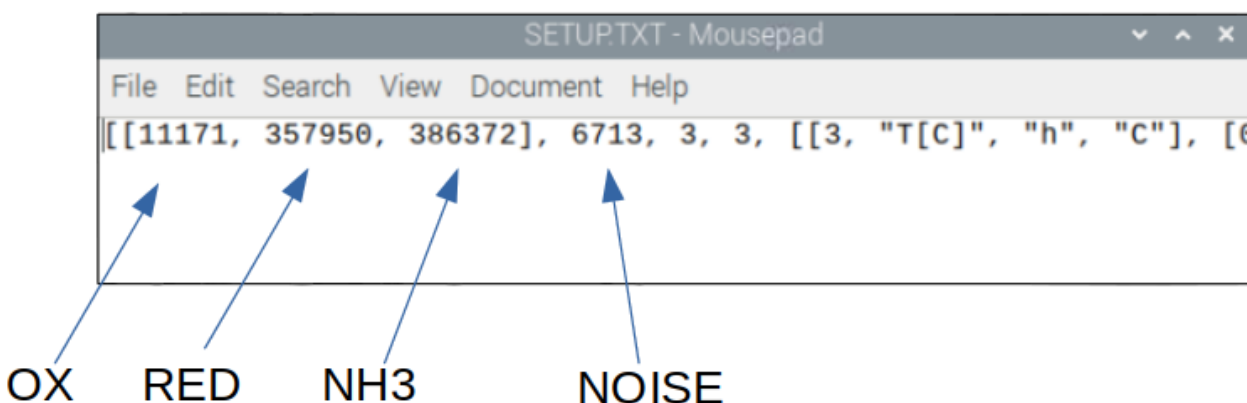 SETUP.TXT - Mousepad
File Edit Search View Document Help
[[11171, 357950, 386372], 6713, 3, 3, [[3, "T[C]", "h", "C"], [
OX RED NH3 NOISE